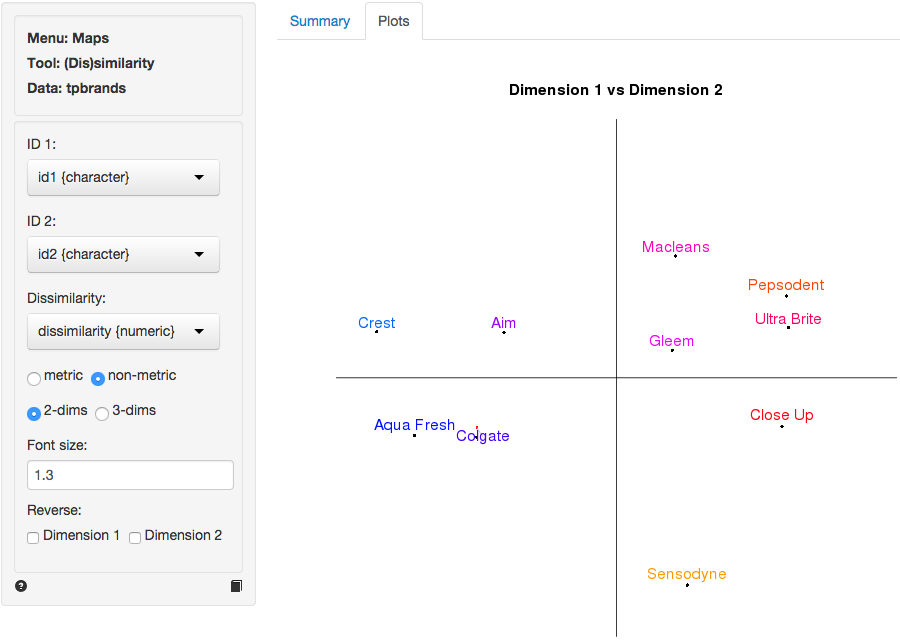 Menu: Maps
Tool: (Dis)similarity
Data: tpbrands
ID 1:
id1 {character}
ID 2:
id2 {character}
Dissimilarity:
dissimilarity {numeric}
metric non-metric
2-dims 3-dims
Font size:
1.3
Reverse:
Dimension 1 Dimension 2
?
Summary Plots
Dimension 1 vs Dimension 2
Macleans
Pepsodent
Crest Aim Ultra Brite
Gleem
Close Up
Aqua Fresh
Colgate
Sensodyne